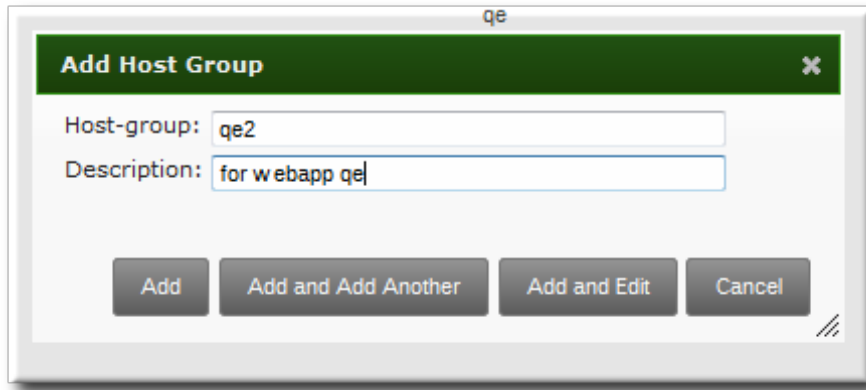 qe
Add Host Group
Host-group: qe2
Description: for webapp qe
Add Add and Add Another Add and Edit Cancel